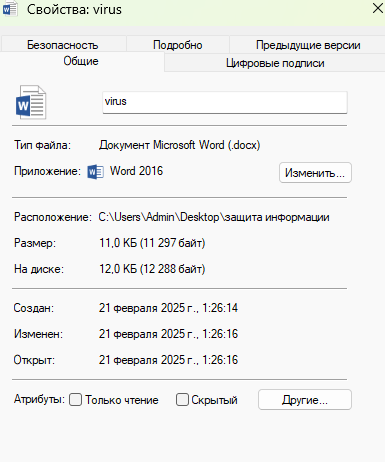 Свойства: virus
Безопасность Подробно Предыдущие версии
Общие Цифровые подписи
virus
Тип файла: Документ Microsoft Word (.docx)
Приложение: Word 2016 Изменить...
Расположение: C:\Users\Admin\Desktop\защита информации
Размер: 11,0 КБ (11 297 байт)
На диске: 12,0 КБ (12 288 байт)
Создан: 21 февраля 2025 г., 1:26:14
Изменен: 21 февраля 2025 г., 1:26:16
Открыт: 21 февраля 2025 г., 1:26:16
Атрибуты: Только чтение Скрытый Другие...